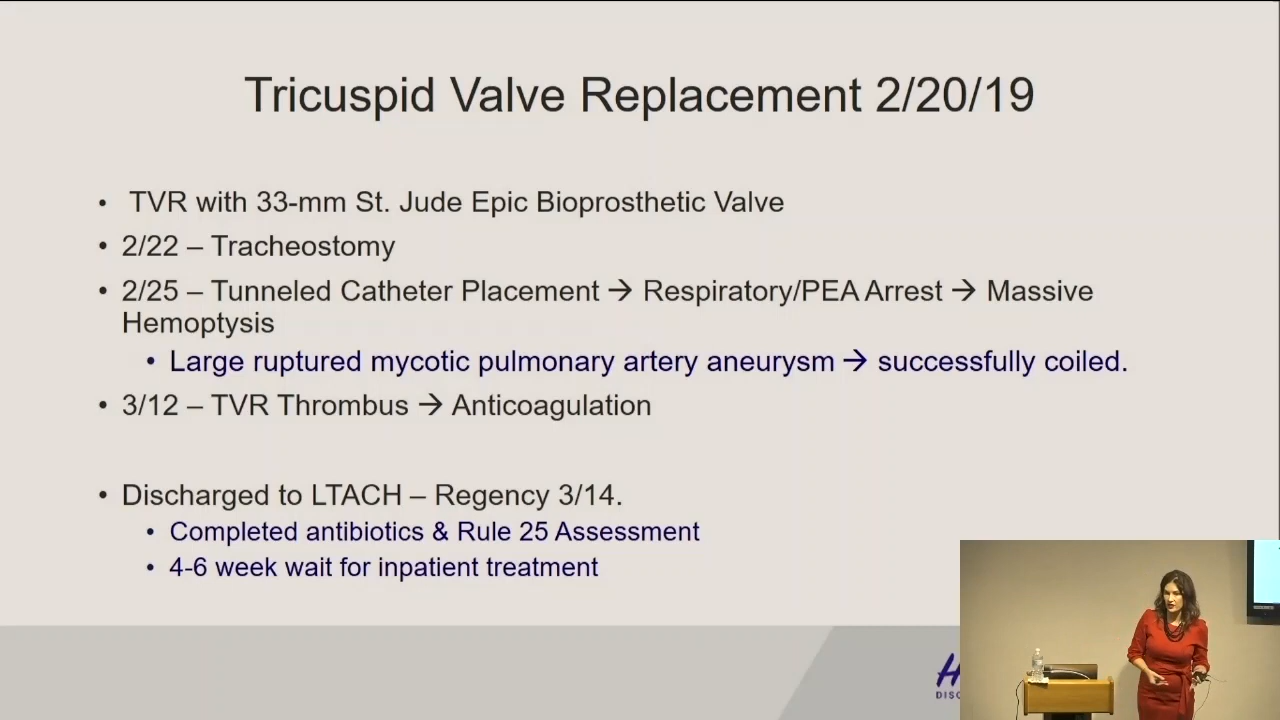 Tricuspid Valve Replacement 2/20/19
• TVR with 33-mm St. Jude Epic Bioprosthetic Valve
• 2/22 – Tracheostomy
• 2/25 – Tunneled Catheter Placement → Respiratory/PEA Arrest → Massive
Hemoptysis
• Large ruptured mycotic pulmonary artery aneurysm → successfully coiled.
• 3/12 – TVR Thrombus → Anticoagulation
• Discharged to LTACH – Regency 3/14.
• Completed antibiotics & Rule 25 Assessment
• 4-6 week wait for inpatient treatment